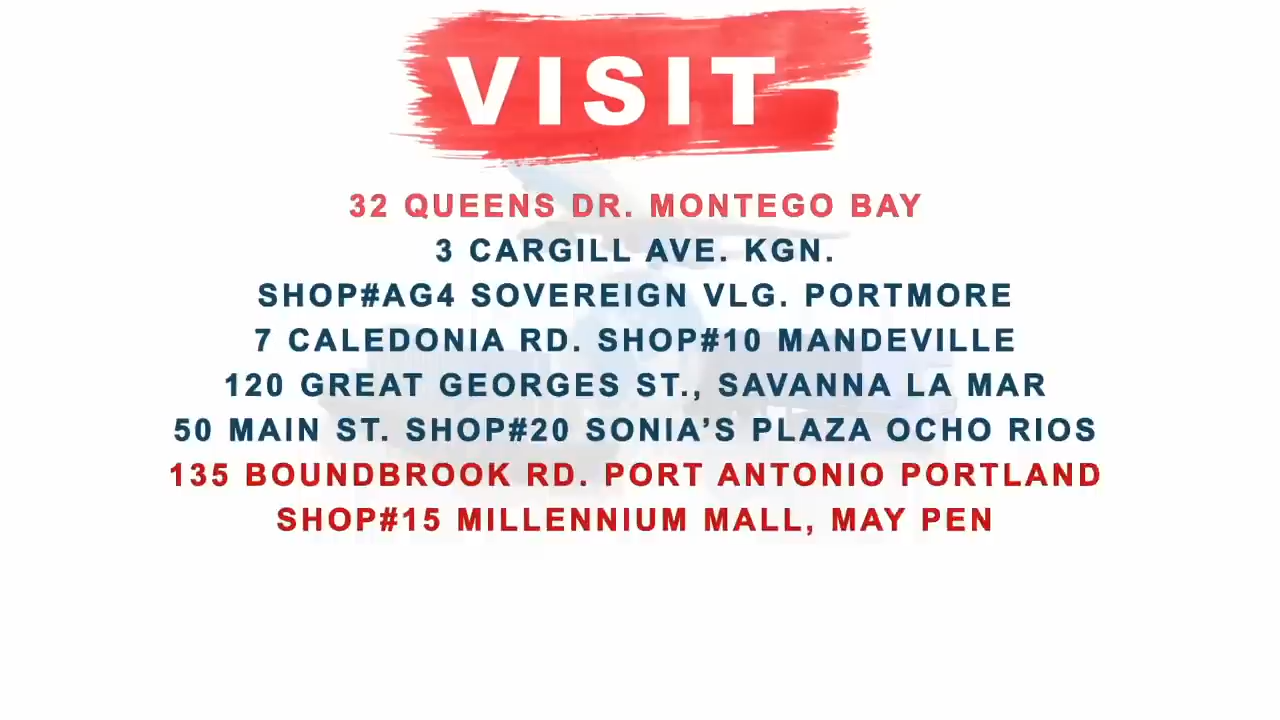 VISIT
32 QUEENS DR. MONTEGO BAY
3 CARGILL AVE. KGN.
SHOP#AG4 SOVEREIGN VLG. PORTMORE
7 CALEDONIA RD. SHOP#10 MANDEVILLE
120 GREAT GEORGES ST., SAVANNA LA MAR
50 MAIN ST. SHOP#20 SONIA’S PLAZA OCHO RIOS
135 BOUNDBROOK RD. PORT ANTONIO PORTLAND
SHOP#15 MILLENNIUM MALL, MAY PEN